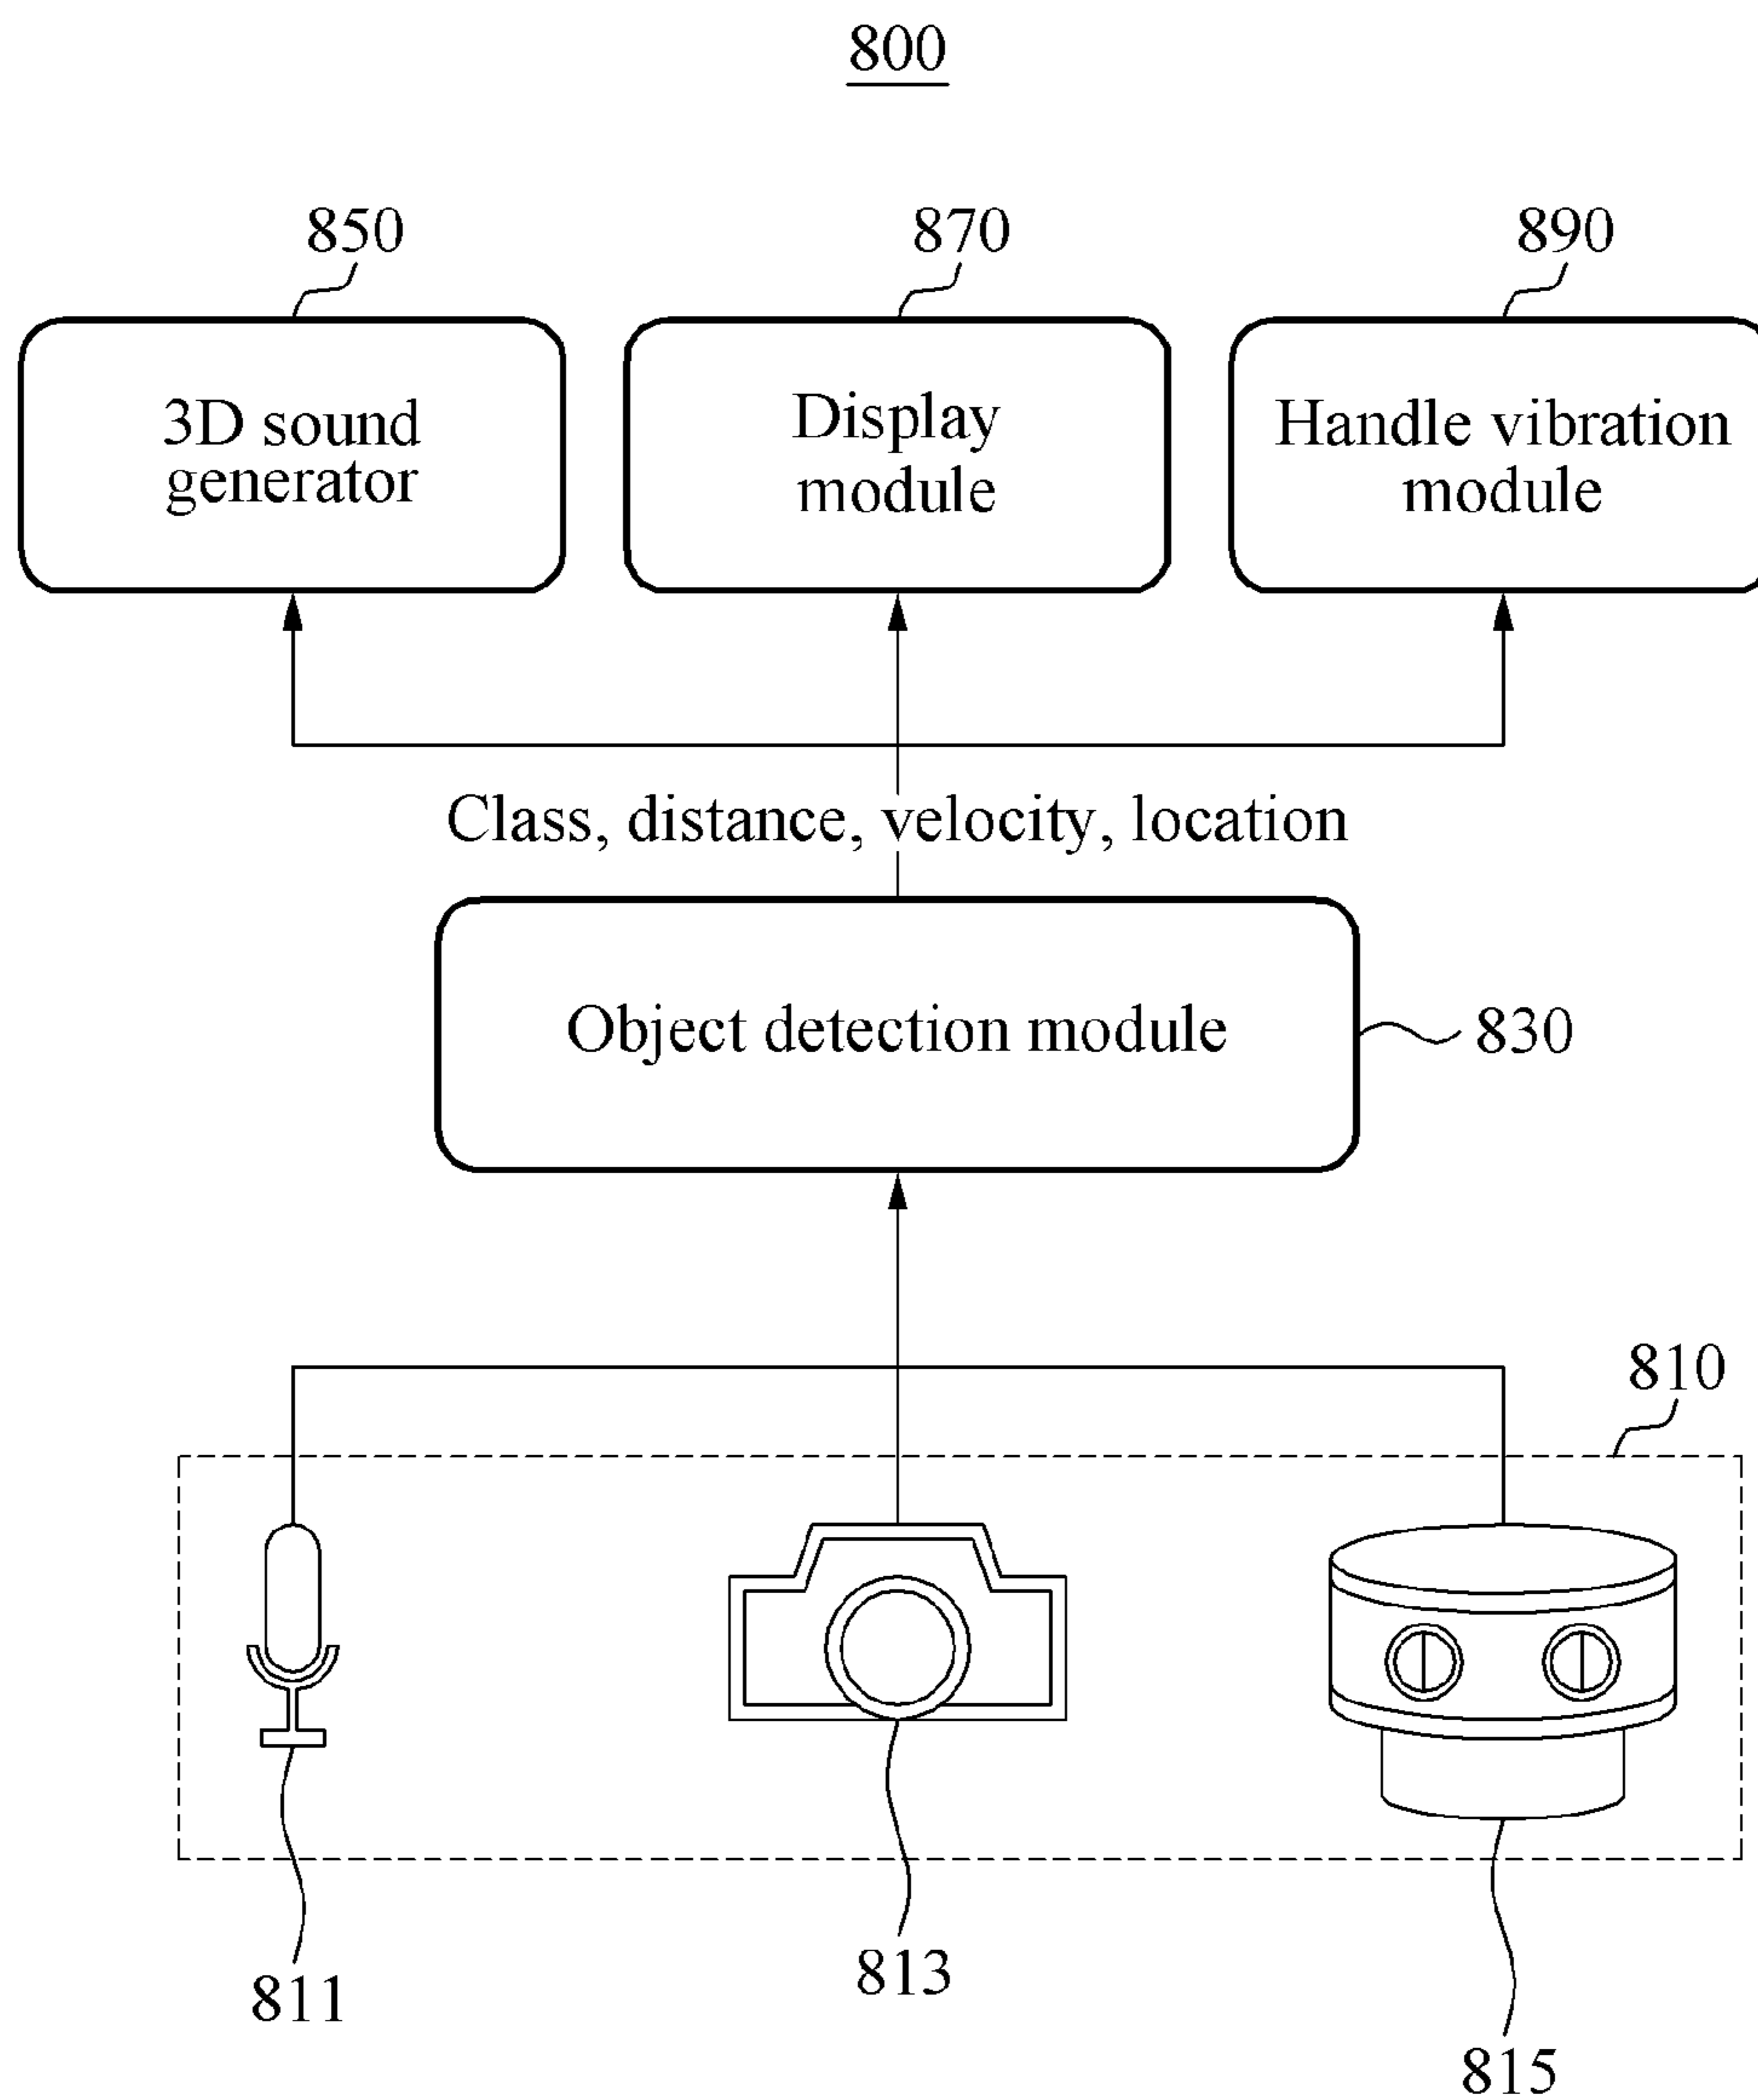 800
850
870
890
3D sound
generator
Display
module
Handle vibration
module
Class, distance, velocity, location
Object detection module
830
810
811
813
815